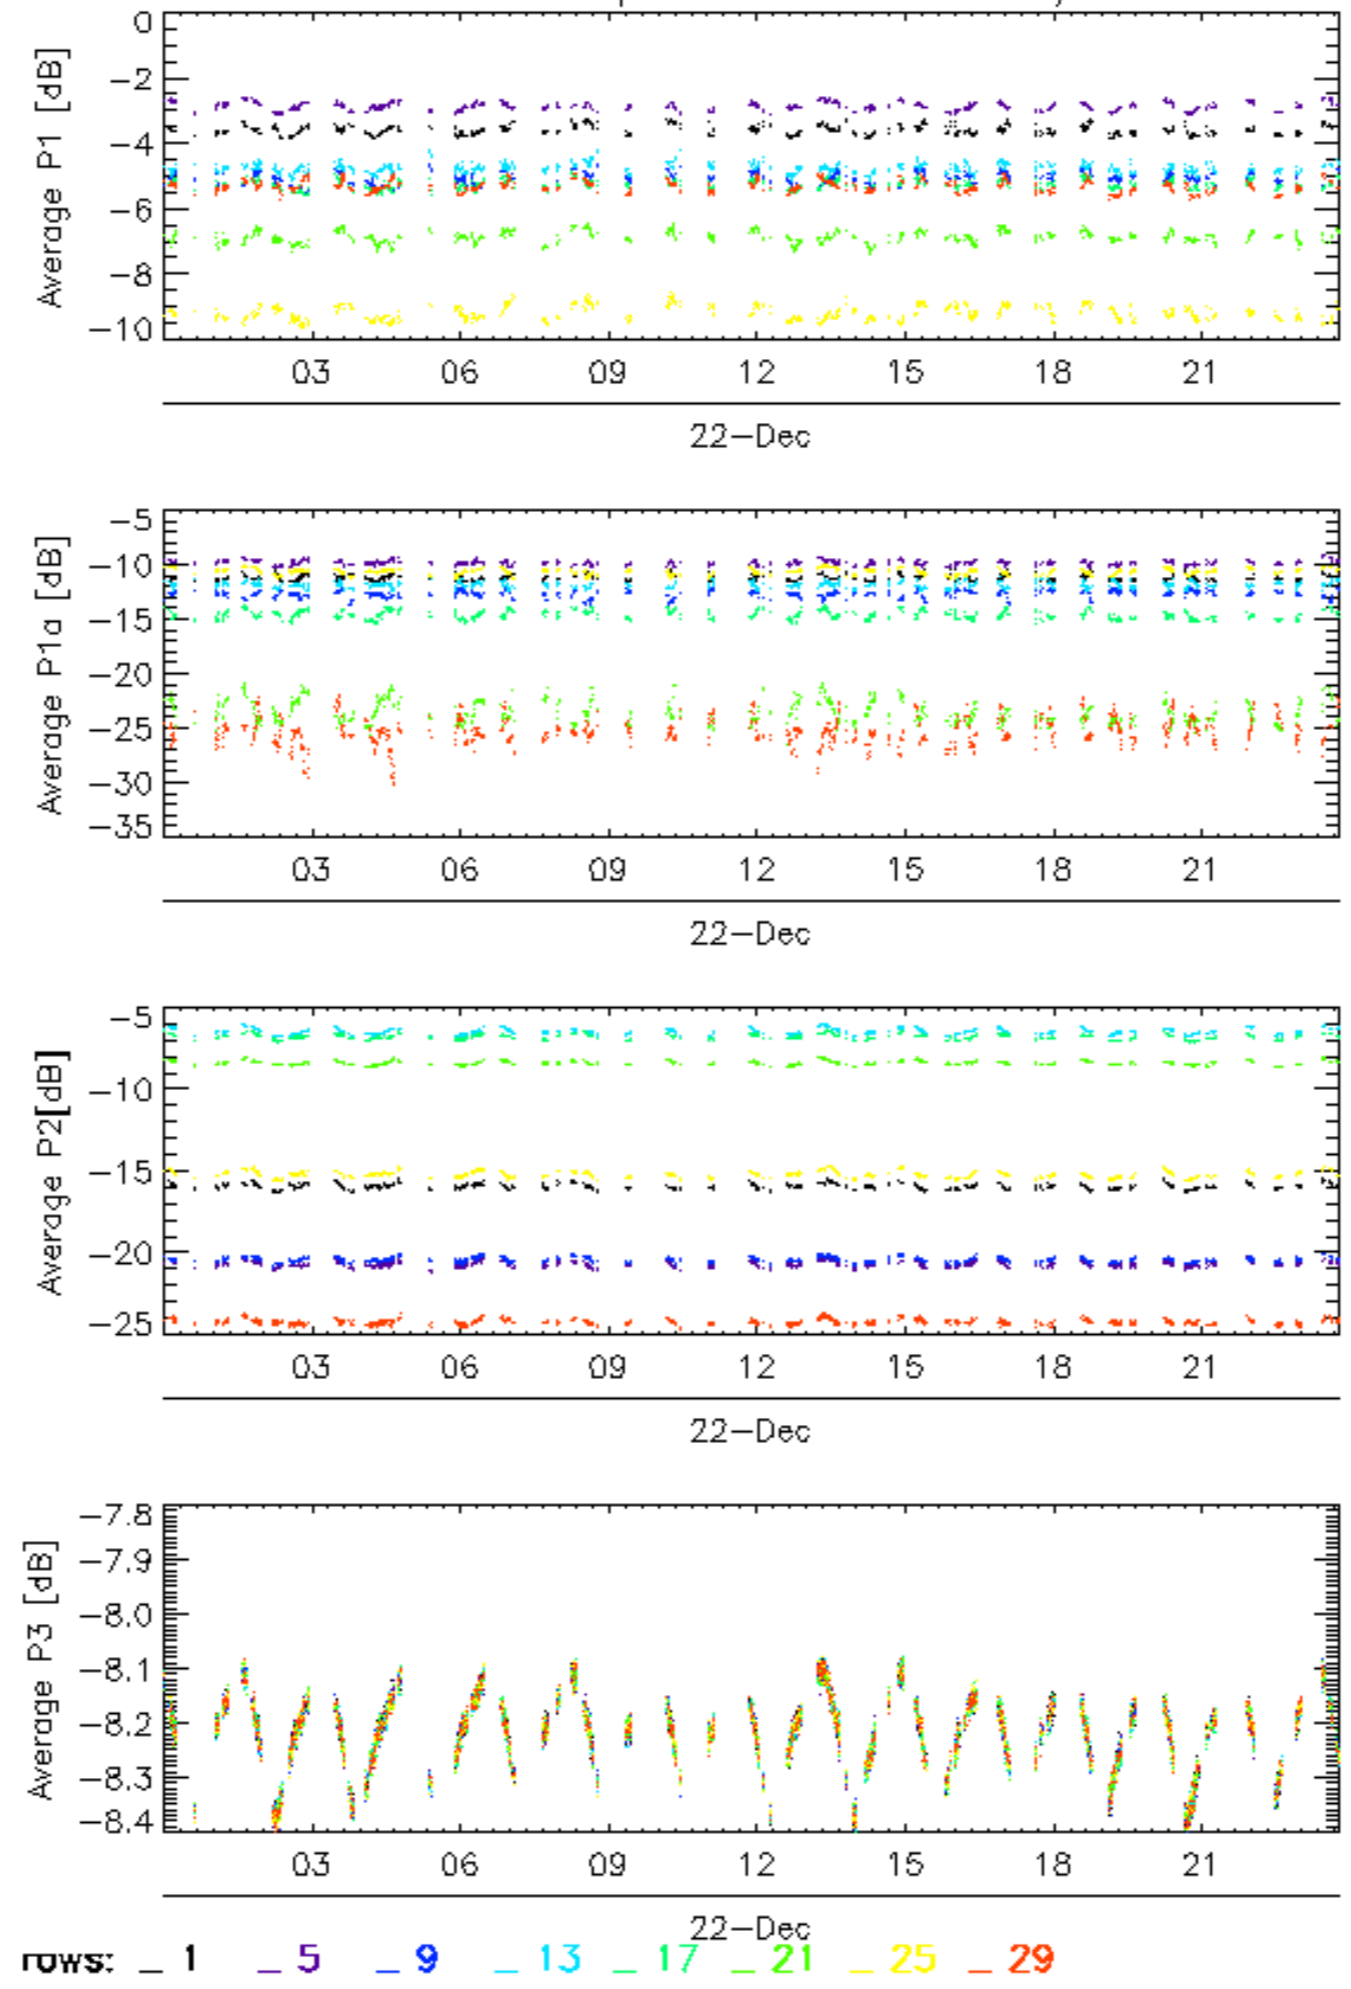 0
−2
−4
−6
−8
−10
Average P1 [dB]
03 06 09 12 15 18 21
22−Dec
−5
−10
−15
−20
−25
−30
−35
Average P1a [dB]
03 06 09 12 15 18 21
22−Dec
−5
−10
−15
−20
−25
Average P2[dB]
03 06 09 12 15 18 21
22−Dec
−7.8
−7.9
−8.0
−8.1
−8.2
−8.3
−8.4
Average P3 [dB]
03 06 09 12 15 18 21
22−Dec
rows: _ 1 _ 5 _ 9 _ 13 _ 17 _ 21 _ 25 _ 29